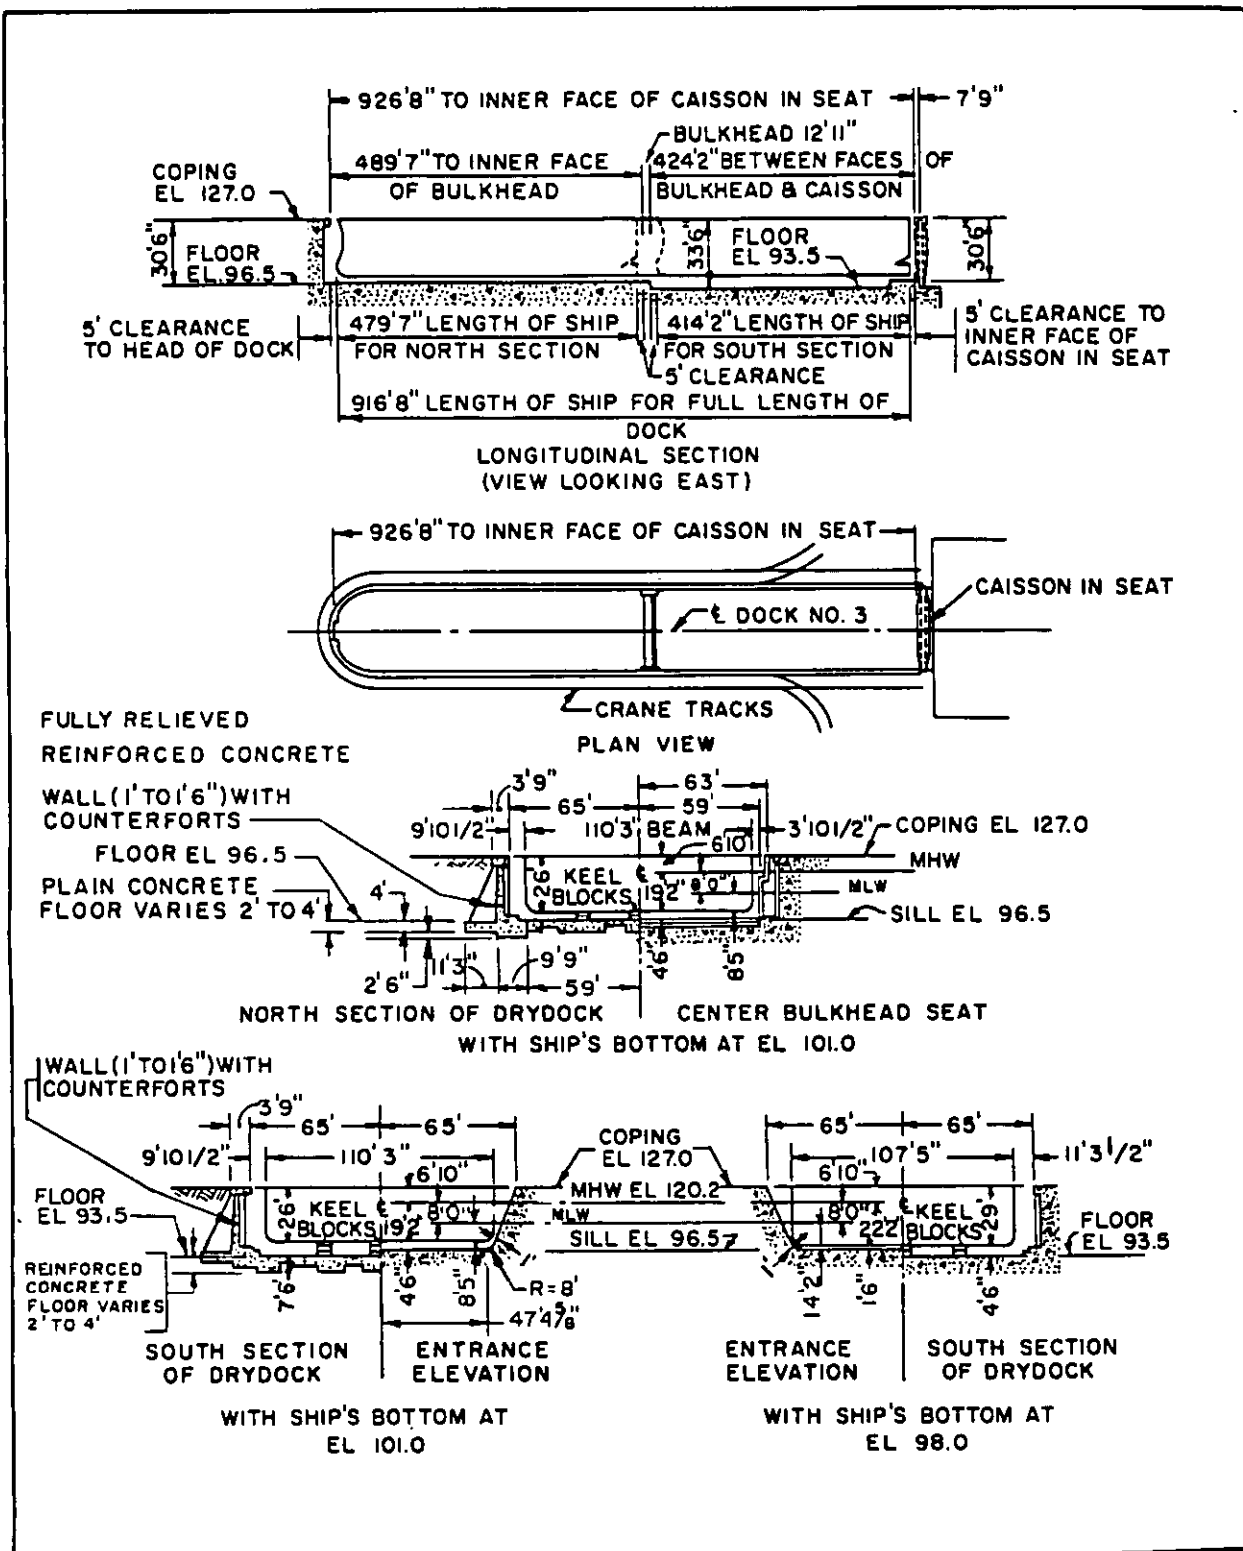 926'8" TO INNER FACE OF CAISSON IN SEAT
7'9"
BULKHEAD 12'11"
489'7" TO INNER FACE
OF BULKHEAD
424'2" BETWEEN FACES OF
BULKHEAD & CAISSON
COPING
EL 127.0
30'6"
FLOOR
EL. 96.5
33'6"
FLOOR
EL 93.5
30'6"
5' CLEARANCE
TO HEAD OF DOCK
479'7" LENGTH OF SHIP
FOR NORTH SECTION
414'2" LENGTH OF SHIP
FOR SOUTH SECTION
5' CLEARANCE TO
INNER FACE OF
CAISSON IN SEAT
5' CLEARANCE
916'8" LENGTH OF SHIP FOR FULL LENGTH OF
DOCK
LONGITUDINAL SECTION
(VIEW LOOKING EAST)
926'8" TO INNER FACE OF CAISSON IN SEAT
CAISSON IN SEAT
℄ DOCK NO. 3
CRANE TRACKS
PLAN VIEW
FULLY RELIEVED
REINFORCED CONCRETE
WALL (1' TO 1'6") WITH
COUNTERFORTS
FLOOR EL 96.5
PLAIN CONCRETE
FLOOR VARIES 2' TO 4'
3'9"
65'
63'
59'
9'10 1/2"
110'3" BEAM
3'10 1/2"
6'10"
COPING EL 127.0
MHW
MLW
SILL EL 96.5
26'
KEEL ℄
BLOCKS
19'2"
8'0"
4'
2'6"
11'3"
9'9"
59'
4'6"
8'5"
NORTH SECTION OF DRYDOCK
CENTER BULKHEAD SEAT
WITH SHIP'S BOTTOM AT EL 101.0
WALL (1' TO 1'6") WITH
COUNTERFORTS
3'9"
65'
65'
9'10 1/2"
110'3"
6'10"
FLOOR
EL 93.5
26'
KEEL ℄
BLOCKS
19'2"
8'0"
REINFORCED
CONCRETE
FLOOR VARIES
2' TO 4'
7'6"
4'6"
8'5"
R=8'
47'4 5/8"
SOUTH SECTION
OF DRYDOCK
ENTRANCE
ELEVATION
WITH SHIP'S BOTTOM AT
EL 101.0
COPING
EL 127.0
MHW EL 120.2
MLW
SILL EL 96.5
65'
65'
107'5"
11'3 1/2"
6'10"
8'0"
22'2"
℄ KEEL
BLOCKS
29'
FLOOR
EL 93.5
14'2"
1'6"
4'6"
ENTRANCE
ELEVATION
SOUTH SECTION
OF DRYDOCK
WITH SHIP'S BOTTOM AT
EL 98.0